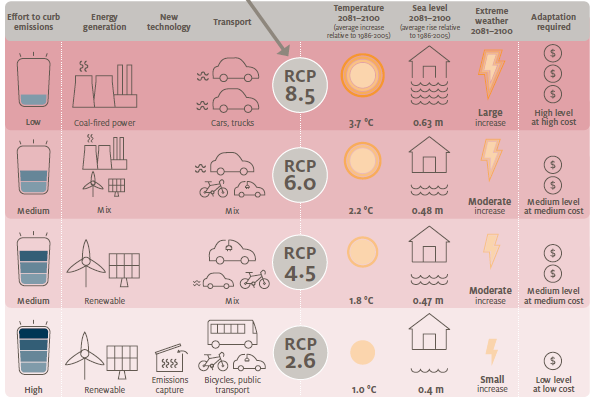 Effort to curb
emissions
Energy
generation
New
technology
Transport
Temperature
2081–2100
(average increase
relative to 1986-2005)
Sea level
2081–2100
(average rise relative
to 1986-2005)
Extreme
weather
2081–2100
Adaptation
required
Low
Coal-fired power
Cars, trucks
RCP
8.5
3.7 °C
0.63 m
Large
increase
$
$
$
High level
at high cost
Medium
Mix
Mix
RCP
6.0
2.2 °C
0.48 m
Moderate
increase
$
$
Medium level
at medium cost
Medium
Renewable
Mix
RCP
4.5
1.8 °C
0.47 m
Moderate
increase
$
$
Medium level
at medium cost
High
Renewable
Emissions
capture
Bicycles, public
transport
RCP
2.6
1.0 °C
0.4 m
Small
increase
$
Low level
at low cost